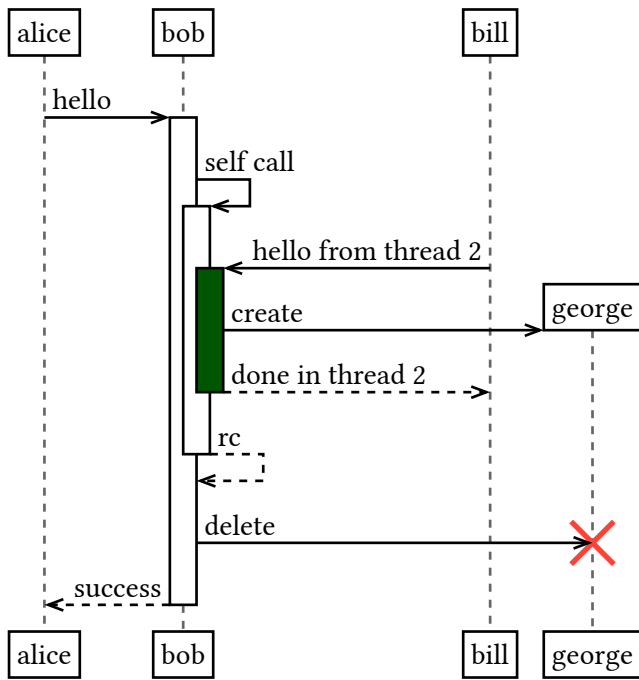 alice
bob
bill
hello
self call
hello from thread 2
create
george
done in thread 2
rc
delete
success
alice
bob
bill
george